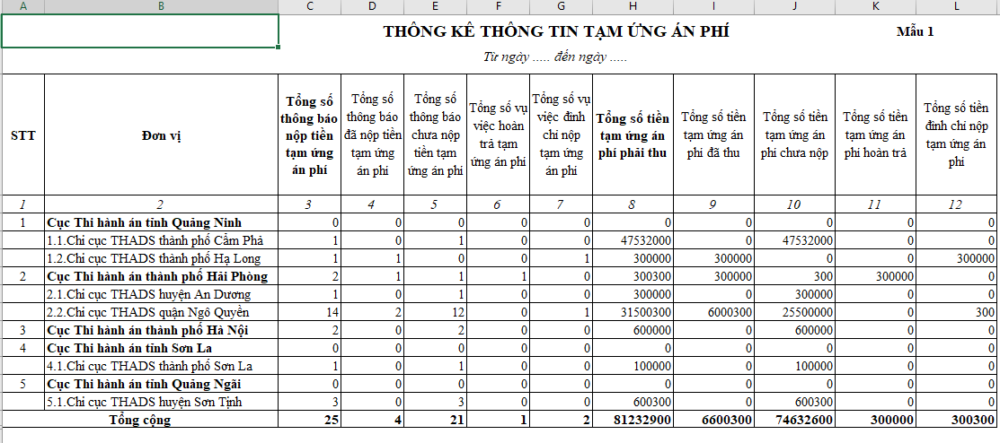 A B C D E F G H I J K L
THỐNG KÊ THÔNG TIN TẠM ỨNG ÁN PHÍ Mẫu 1
Từ ngày ..... đến ngày .....
STT
Đơn vị
Tổng số
thông báo
nộp tiền
tạm ứng
án phí
Tổng số
thông báo
đã nộp tiền
tạm ứng
án phí
Tổng số
thông báo
chưa nộp
tiền tạm
ứng án phí
Tổng số vụ
việc hoàn
trả tạm
ứng án phí
Tổng số vụ
việc đình
chỉ nộp
tạm ứng
án phí
Tổng số tiền
tạm ứng án
phí phải thu
Tổng số tiền
tạm ứng án
phí đã thu
Tổng số tiền
tạm ứng án
phí chưa nộp
Tổng số tiền
tạm ứng án
phí hoàn trả
Tổng số tiền
đình chỉ nộp
tạm ứng án
phí
1 2 3 4 5 6 7 8 9 10 11 12
1 Cục Thi hành án tỉnh Quảng Ninh 0 0 0 0 0 0 0 0 0 0
1.1.Chi cục THADS thành phố Cẩm Phả 1 0 1 0 0 47532000 0 47532000 0 0
1.2.Chi cục THADS thành phố Hạ Long 1 1 0 0 1 300000 300000 0 0 300000
2 Cục Thi hành án thành phố Hải Phòng 2 1 1 1 0 300300 300000 300 300000 0
2.1.Chi cục THADS huyện An Dương 1 0 1 0 0 300000 0 300000 0 0
2.2.Chi cục THADS quận Ngô Quyền 14 2 12 0 1 31500300 6000300 25500000 0 300
3 Cục Thi hành án thành phố Hà Nội 2 0 2 0 0 600000 0 600000 0 0
4 Cục Thi hành án tỉnh Sơn La 0 0 0 0 0 0 0 0 0 0
4.1.Chi cục THADS thành phố Sơn La 1 0 1 0 0 100000 0 100000 0 0
5 Cục Thi hành án tỉnh Quảng Ngãi 0 0 0 0 0 0 0 0 0 0
5.1.Chi cục THADS huyện Sơn Tịnh 3 0 3 0 0 600300 0 600300 0 0
Tổng cộng 25 4 21 1 2 81232900 6600300 74632600 300000 300300